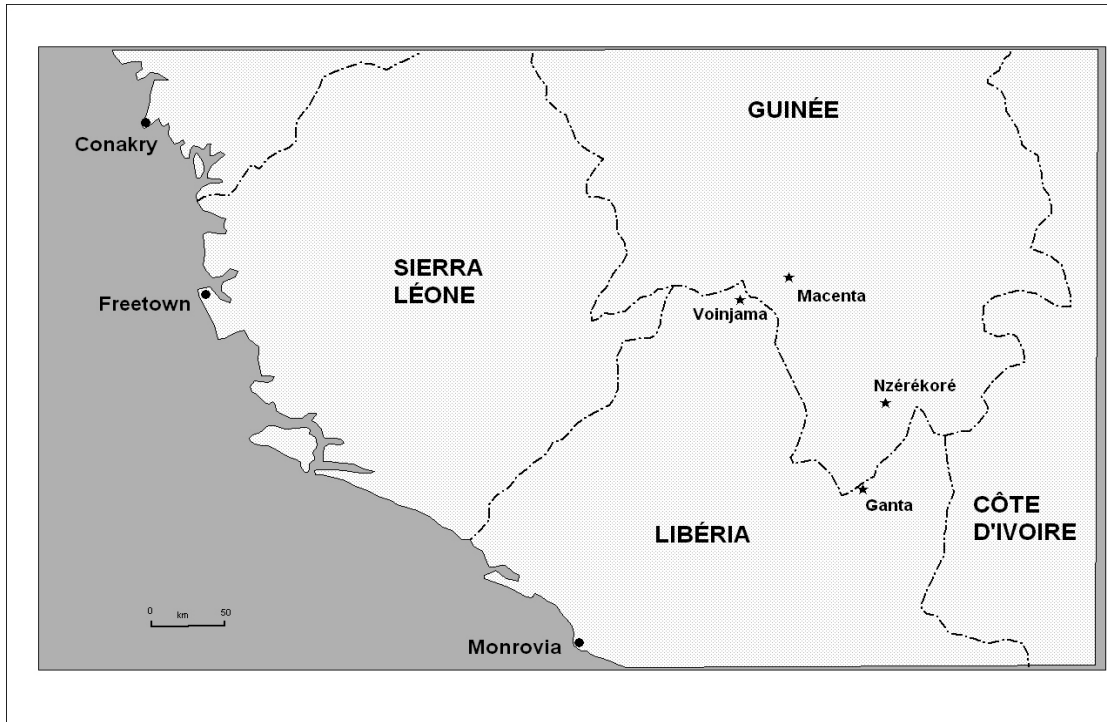 GUINÉE
Conakry
SIERRA
LÉONE
Macenta
Freetown
Voinjama
Nzérékoré
Ganta
CÔTE
D'IVOIRE
LIBÉRIA
0 km 50
Monrovia